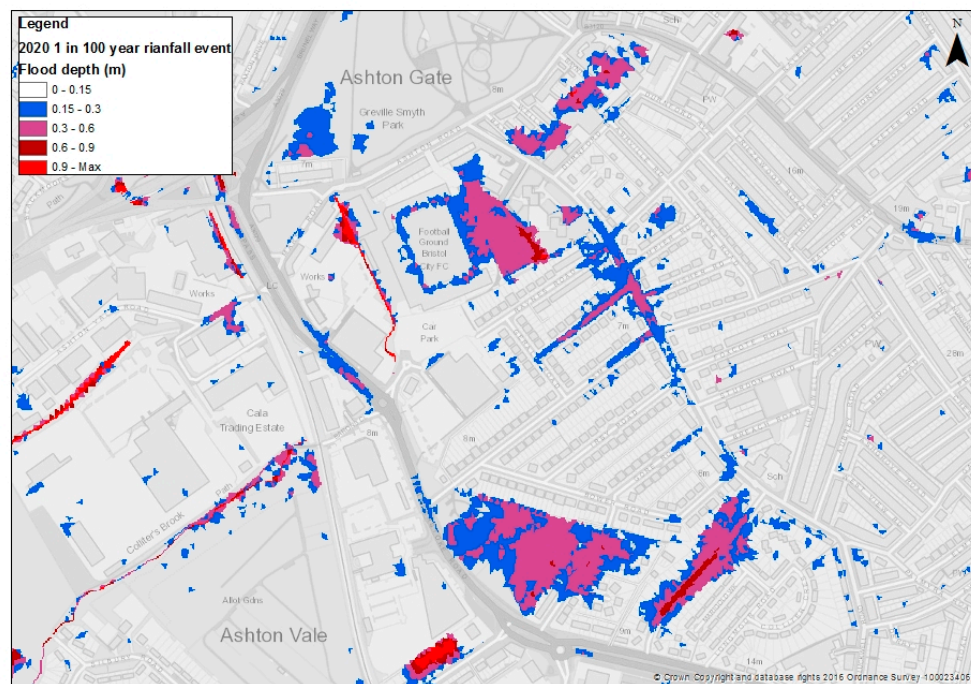 Legend
2020 1 in 100 year rianfall event
Flood depth (m)
0 - 0.15
0.15 - 0.3
0.3 - 0.6
0.6 - 0.9
0.9 - Max
N
Sch
Ashton Gate
8m
PW
Greville Smyth
Park
7m
16m
Path
12m
Football
Ground
Bristol
City FC
Works
LC
Works
7m
Car
Park
PW
28m
Cala
Trading Estate
8m
8m
8m
Sch
Path
Colliter's Brook
Allot Gdns
Ashton Vale
9m
14m
© Crown Copyright and database rights 2016 Ordnance Survey 100023406